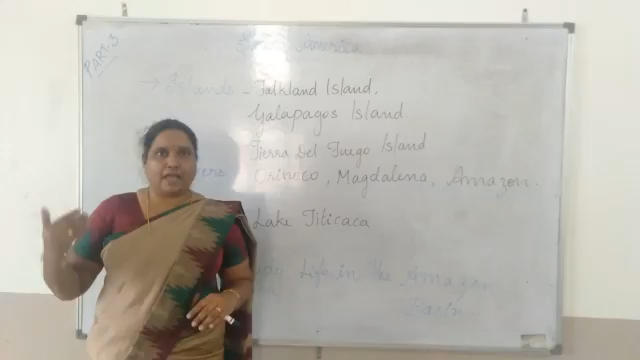 PART-3
South America
→ Islands - Falkland Island.
Galapagos Island
Tierra Del Fuego Island
Orinoco, Magdalena, Amazon.
Lake Titicaca
Life in the Amazon
Basin